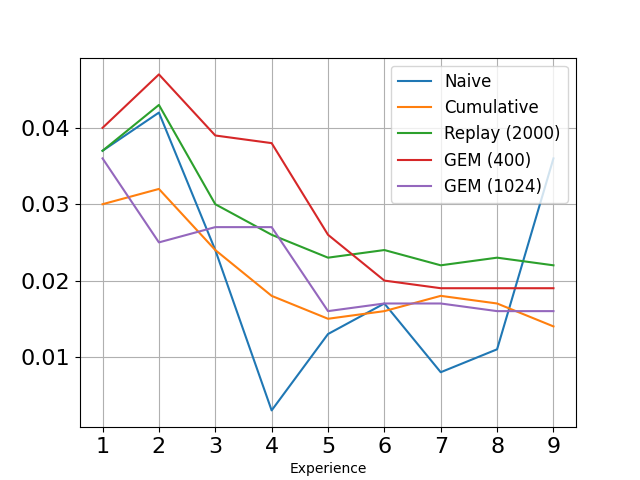 0.04
0.03
0.02
0.01
1 2 3 4 5 6 7 8 9
Experience
Naive
Cumulative
Replay (2000)
GEM (400)
GEM (1024)